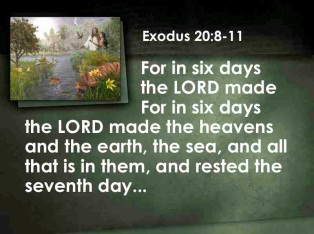 Exodus 20:8-11
For in six days
the LORD made
For in six days
the LORD made the heavens
and the earth, the sea, and all
that is in them, and rested the
seventh day...